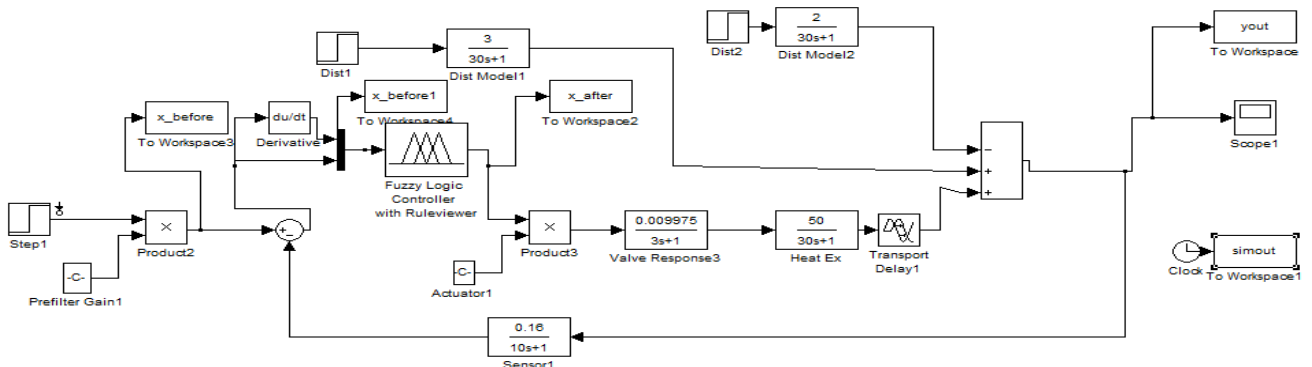 Dist1
3
30s+1
Dist Model1
Dist2
2
30s+1
Dist Model2
yout
To Workspace
x_before
To Workspace3
du/dt
Derivative
x_before1
To Workspace4
x_after
To Workspace2
Scope1
Fuzzy Logic
Controller
with Ruleviewer
−
+
+
Step1
×
Product2
+
−
-C-
Prefilter Gain1
×
Product3
-C-
Actuator1
0.009975
3s+1
Valve Response3
50
30s+1
Heat Ex
Transport
Delay1
Clock
simout
To Workspace1
0.16
10s+1
Sensor1